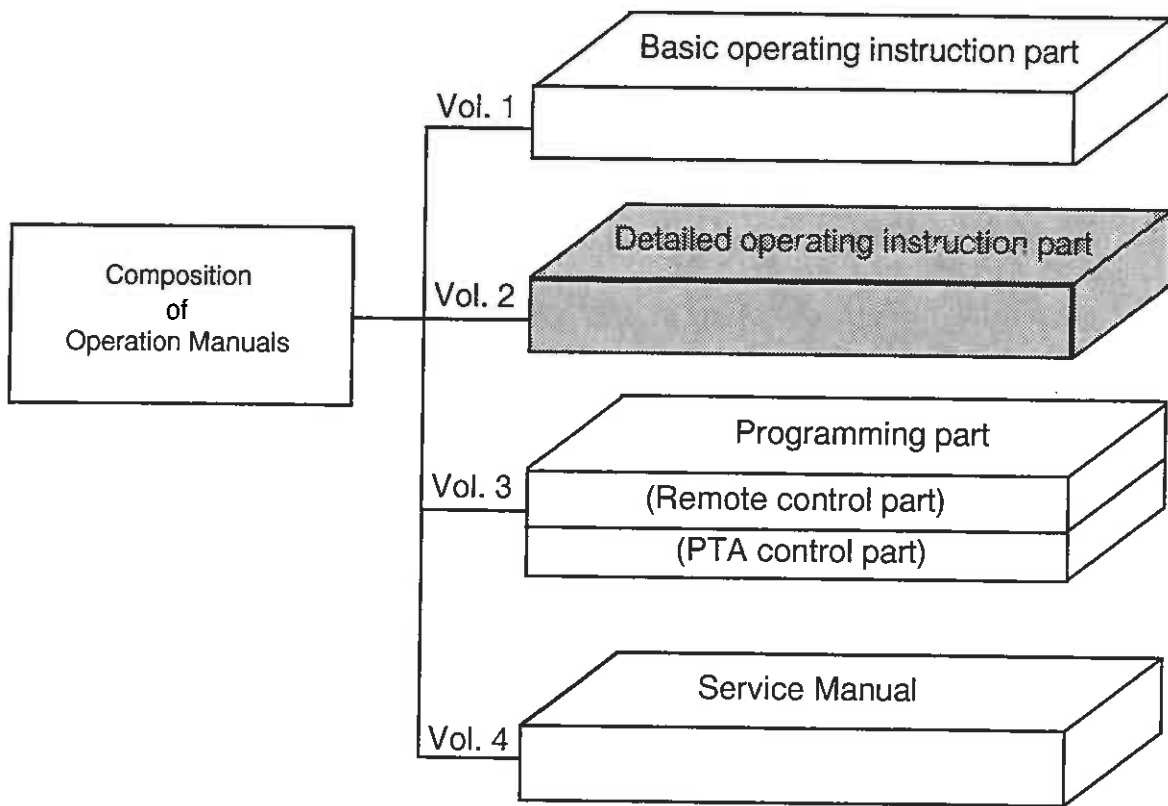 Basic operating instruction part
Vol. 1
Detailed operating instruction part
Composition
of
Operation Manuals
Vol. 2
Programming part
Vol. 3
(Remote control part)
(PTA control part)
Service Manual
Vol. 4